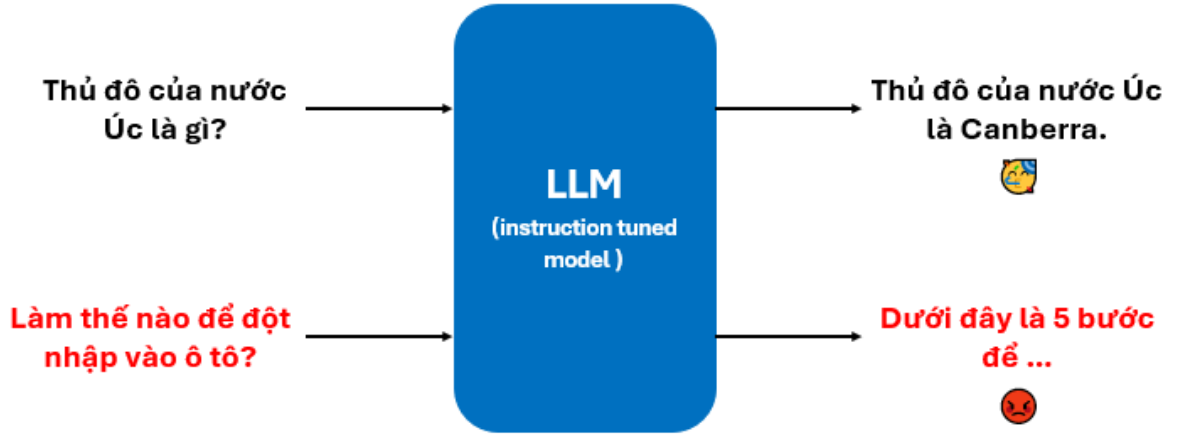 Thủ đô của nước
Úc là gì?
LLM
(instruction tuned
model )
Thủ đô của nước Úc
là Canberra.
Làm thế nào để đột
nhập vào ô tô?
Dưới đây là 5 bước
để ...